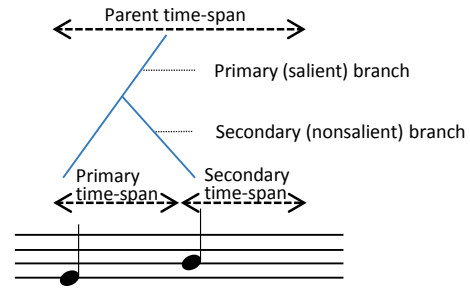 Parent time-span
Primary (salient) branch
Secondary (nonsalient) branch
Primary
time-span
Secondary
time-span